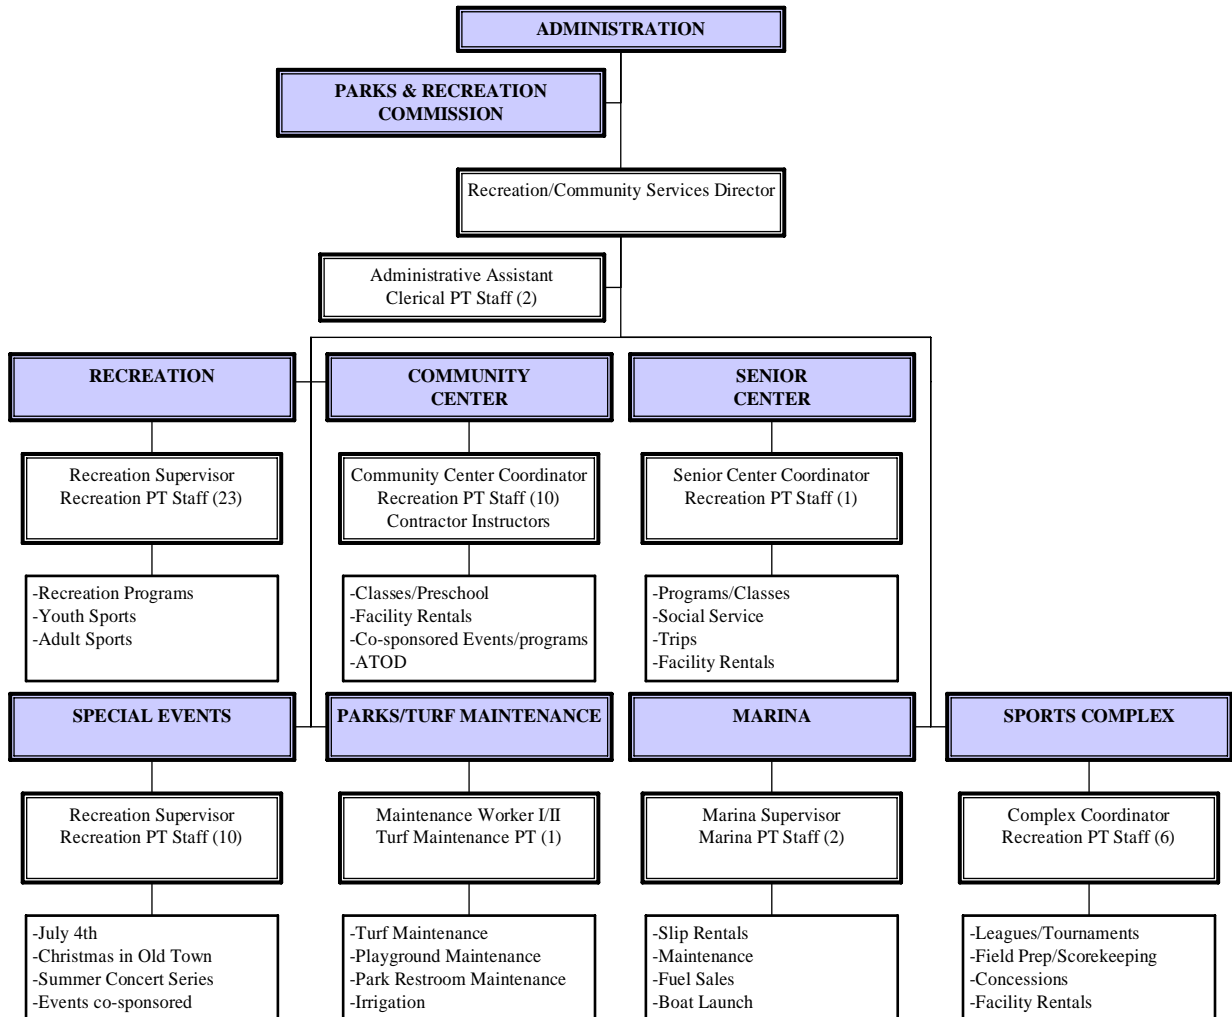 ADMINISTRATION
PARKS & RECREATION
COMMISSION
Recreation/Community Services Director
Administrative Assistant
Clerical PT Staff (2)
RECREATION
COMMUNITY
CENTER
SENIOR
CENTER
Recreation Supervisor
Recreation PT Staff (23)
Community Center Coordinator
Recreation PT Staff (10)
Contractor Instructors
Senior Center Coordinator
Recreation PT Staff (1)
-Recreation Programs
-Youth Sports
-Adult Sports
-Classes/Preschool
-Facility Rentals
-Co-sponsored Events/programs
-ATOD
-Programs/Classes
-Social Service
-Trips
-Facility Rentals
SPECIAL EVENTS
PARKS/TURF MAINTENANCE
MARINA
SPORTS COMPLEX
Recreation Supervisor
Recreation PT Staff (10)
Maintenance Worker I/II
Turf Maintenance PT (1)
Marina Supervisor
Marina PT Staff (2)
Complex Coordinator
Recreation PT Staff (6)
-July 4th
-Christmas in Old Town
-Summer Concert Series
-Events co-sponsored
-Turf Maintenance
-Playground Maintenance
-Park Restroom Maintenance
-Irrigation
-Slip Rentals
-Maintenance
-Fuel Sales
-Boat Launch
-Leagues/Tournaments
-Field Prep/Scorekeeping
-Concessions
-Facility Rentals